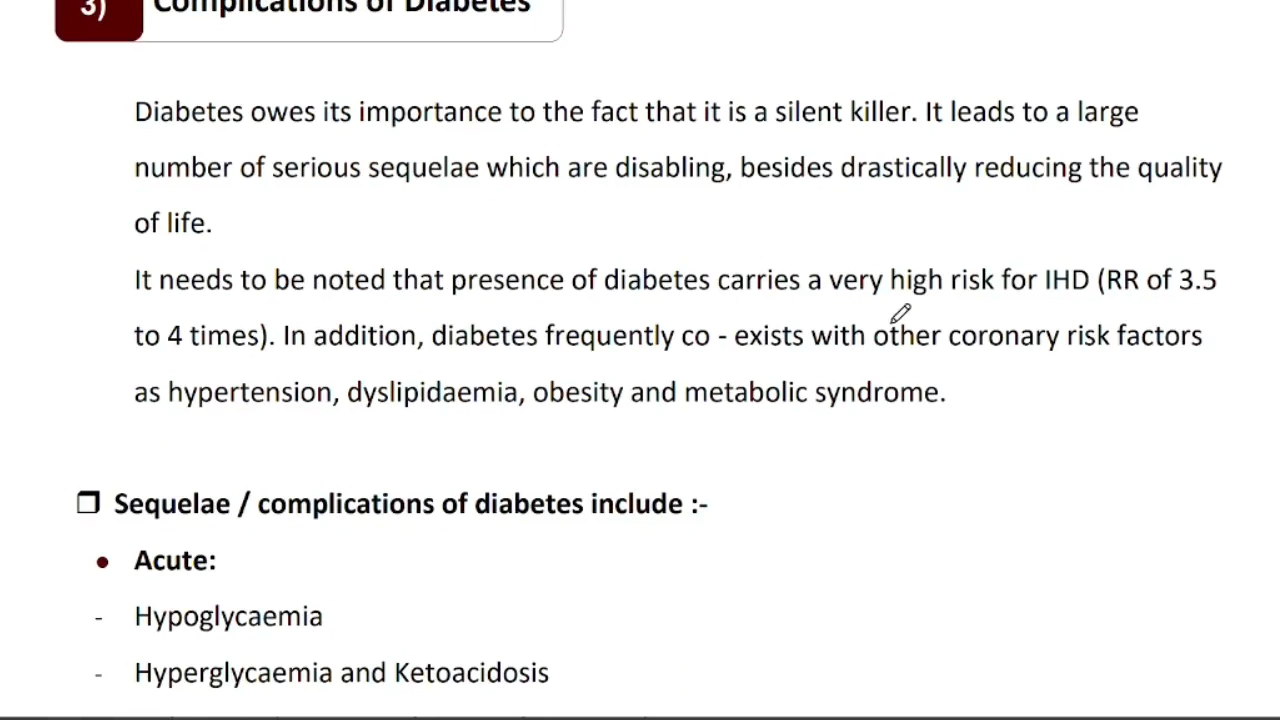 3) Complications of Diabetes
Diabetes owes its importance to the fact that it is a silent killer. It leads to a large
number of serious sequelae which are disabling, besides drastically reducing the quality
of life.
It needs to be noted that presence of diabetes carries a very high risk for IHD (RR of 3.5
to 4 times). In addition, diabetes frequently co - exists with other coronary risk factors
as hypertension, dyslipidaemia, obesity and metabolic syndrome.
❒ Sequelae / complications of diabetes include :-
• Acute:
- Hypoglycaemia
- Hyperglycaemia and Ketoacidosis